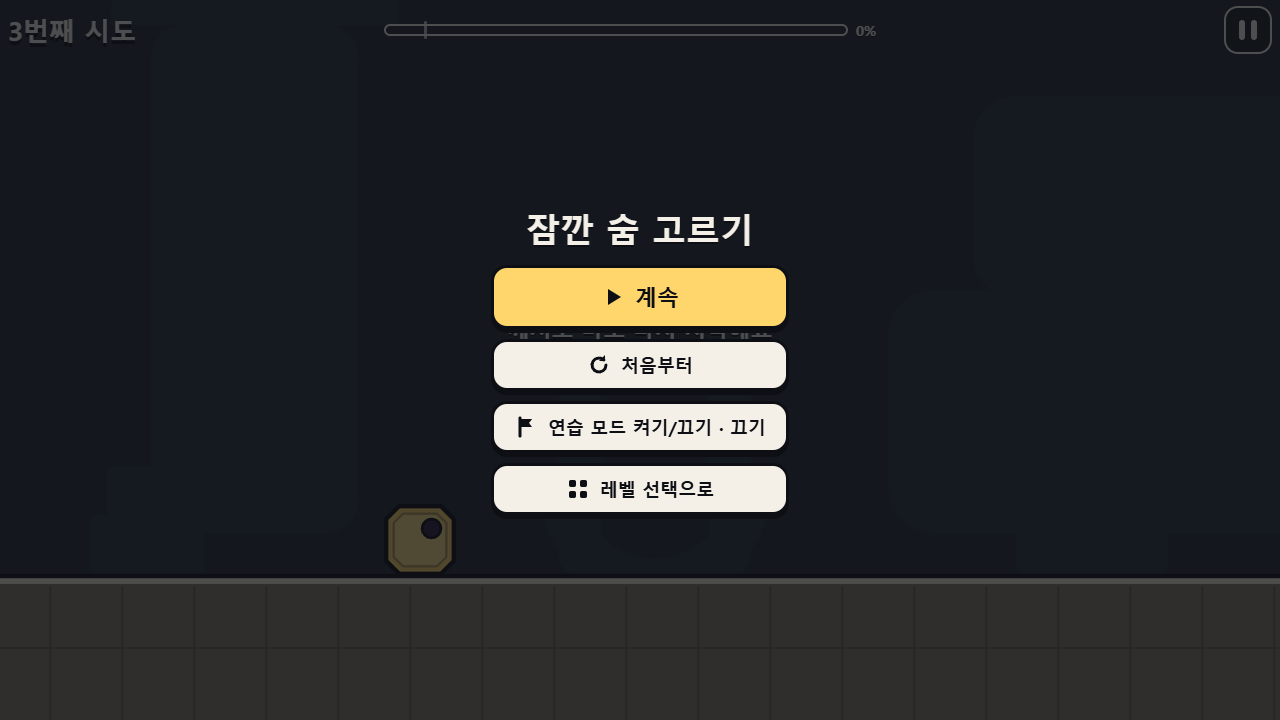 3번째 시도
0%
잠깐 숨 고르기
계속
처음부터
연습 모드 켜기/끄기 · 끄기
레벨 선택으로